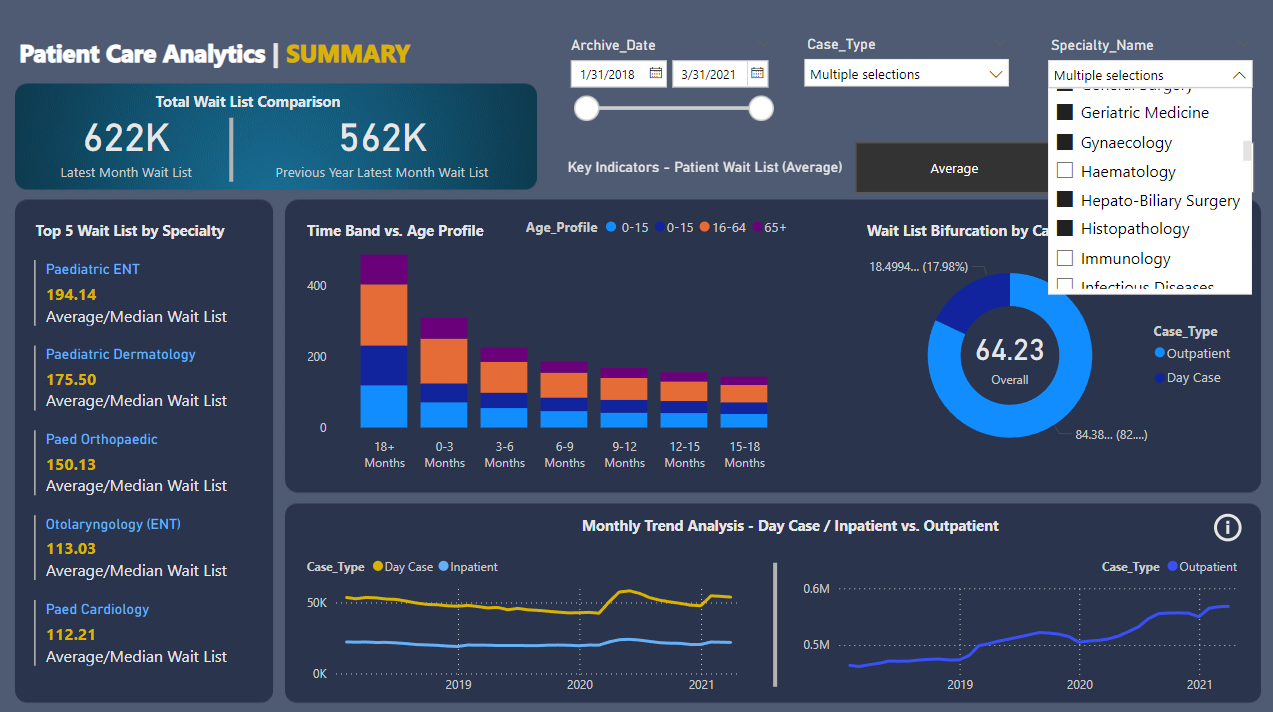 Patient Care Analytics | SUMMARY
Archive_Date
1/31/2018
3/31/2021
Case_Type
Multiple selections
Specialty_Name
Multiple selections
General Surgery
Geriatric Medicine
Gynaecology
Haematology
Hepato-Biliary Surgery
Histopathology
Immunology
Infectious Diseases
Total Wait List Comparison
622K
Latest Month Wait List
562K
Previous Year Latest Month Wait List
Key Indicators - Patient Wait List (Average)
Average
Top 5 Wait List by Specialty
Paediatric ENT
194.14
Average/Median Wait List
Paediatric Dermatology
175.50
Average/Median Wait List
Paed Orthopaedic
150.13
Average/Median Wait List
Otolaryngology (ENT)
113.03
Average/Median Wait List
Paed Cardiology
112.21
Average/Median Wait List
Time Band vs. Age Profile
Age_Profile 0-15 0-15 16-64 65+
400
200
0
18+ Months
0-3 Months
3-6 Months
6-9 Months
9-12 Months
12-15 Months
15-18 Months
Wait List Bifurcation by Ca
18.4994... (17.98%)
64.23
Overall
84.38... (82....)
Case_Type
Outpatient
Day Case
Monthly Trend Analysis - Day Case / Inpatient vs. Outpatient
Case_Type Day Case Inpatient
50K
0K
2019 2020 2021
Case_Type Outpatient
0.6M
0.5M
2019 2020 2021